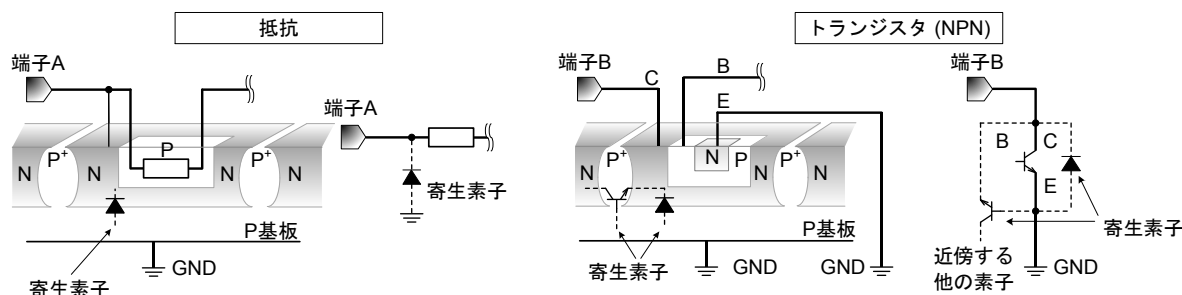 抵抗
トランジスタ (NPN)
端子A
端子A
P
N
P+
N
N
P+
N
寄生素子
P基板
GND
寄生素子
端子B
C
B
E
N
P+
N
N
P
N
P+
N
P基板
寄生素子
GND
GND
端子B
B
C
E
寄生素子
近傍する
他の素子